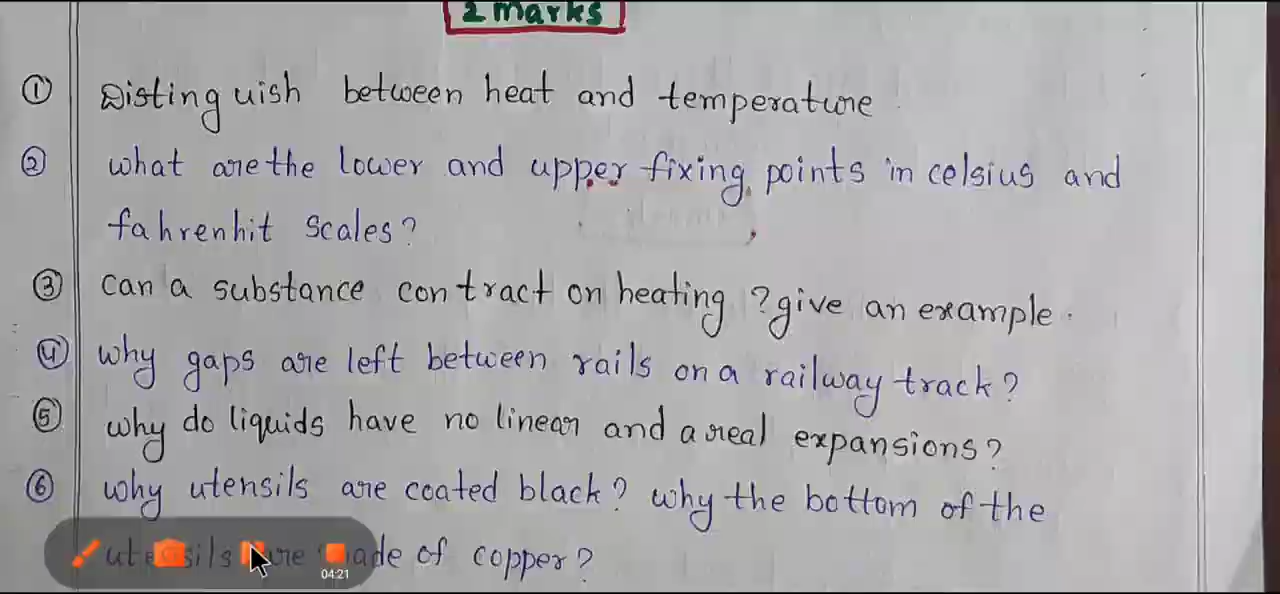 2 marks
① Distinguish between heat and temperature
② what are the lower and upper fixing points in celsius and
fahrenhit scales?
③ can a substance contract on heating ? give an example.
④ why gaps are left between rails on a railway track?
⑤ why do liquids have no linear and areal expansions?
⑥ why utensils are coated black? why the bottom of the
utensils are made of copper?
04:21